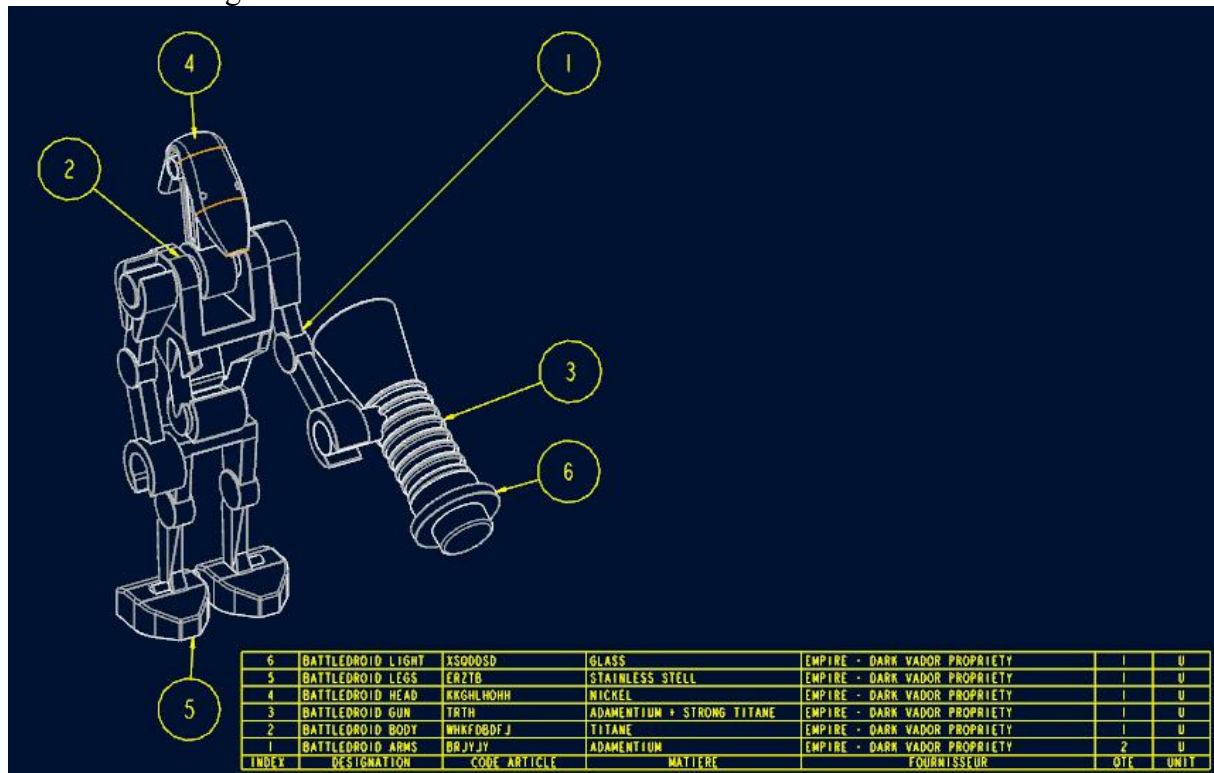 4
1
2
3
6
5
6 BATTLEDROID LIGHT XSQDDSD GLASS EMPIRE - DARK VADOR PROPRIETY 1 U
5 BATTLEDROID LEGS ERZTB STAINLESS STELL EMPIRE - DARK VADOR PROPRIETY 1 U
4 BATTLEDROID HEAD KKGHLHOHH NICKEL EMPIRE - DARK VADOR PROPRIETY 1 U
3 BATTLEDROID GUN TRTH ADAMENTIUM + STRONG TITANE EMPIRE - DARK VADOR PROPRIETY 1 U
2 BATTLEDROID BODY WHKFDBDFJ TITANE EMPIRE - DARK VADOR PROPRIETY 1 U
1 BATTLEDROID ARMS BRJYJY ADAMENTIUM EMPIRE - DARK VADOR PROPRIETY 2 U
INDEX DESIGNATION CODE ARTICLE MATIERE FOURNISSEUR QTE UNIT